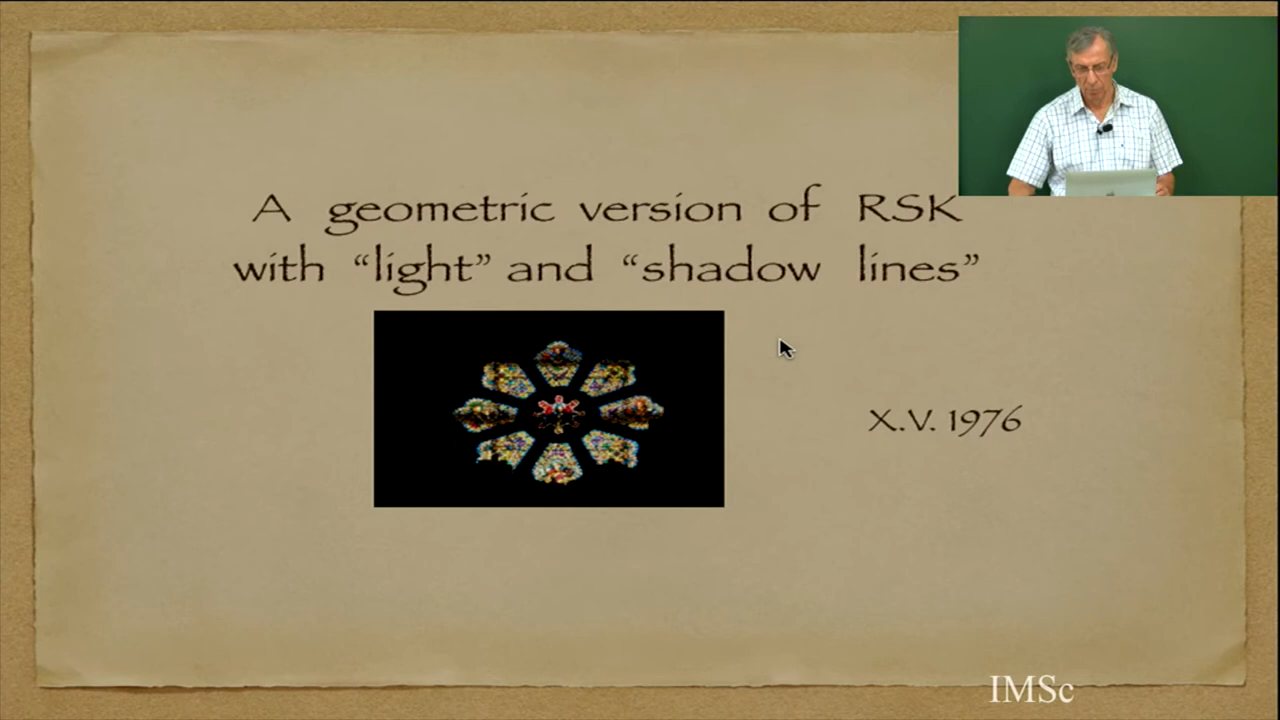 A geometric version of RSK
with “light” and “shadow lines”
X.V. 1976
IMSc